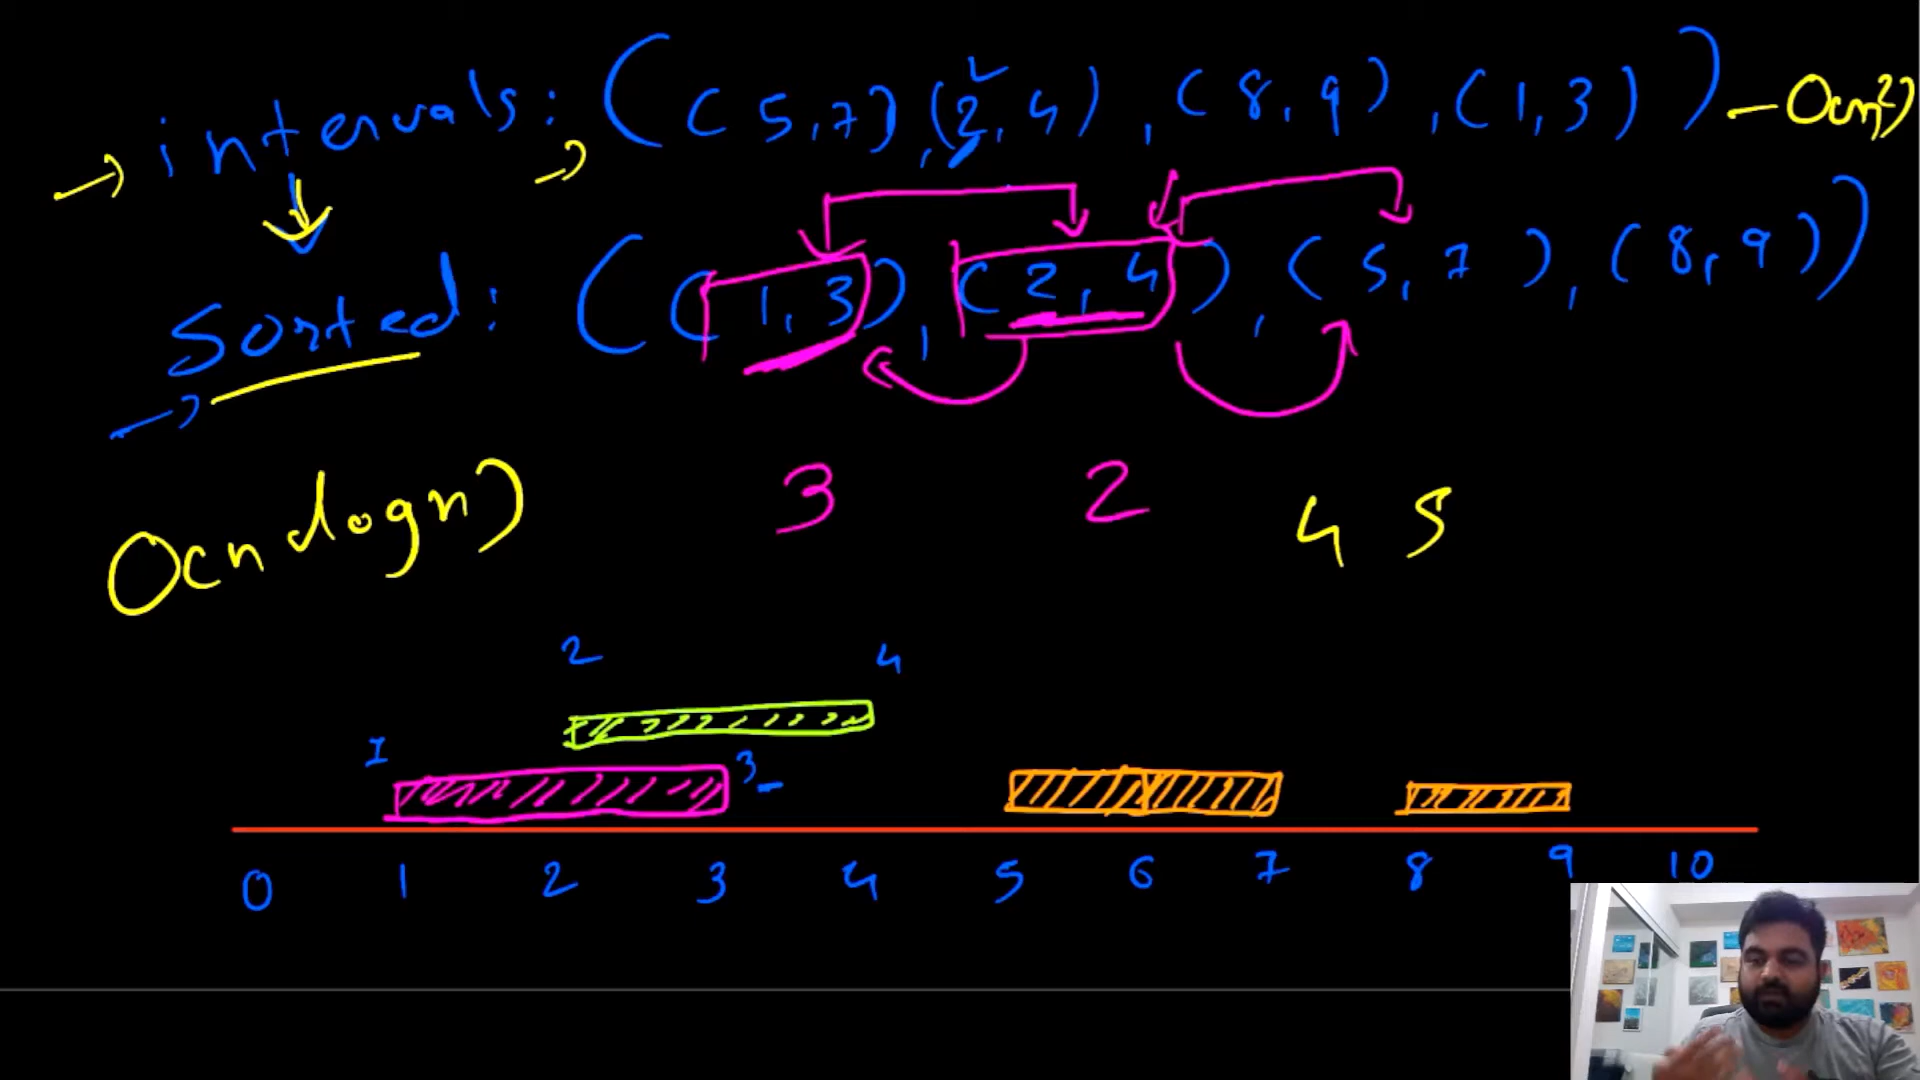 intervals: ((5,7),(2,4),(8,9),(1,3)) - O(n²)
2
Sorted: ((1,3),(2,4),(5,7),(8,9))
O(n logn)
3 2 4 5
2 4
1 3
0 1 2 3 4 5 6 7 8 9 10